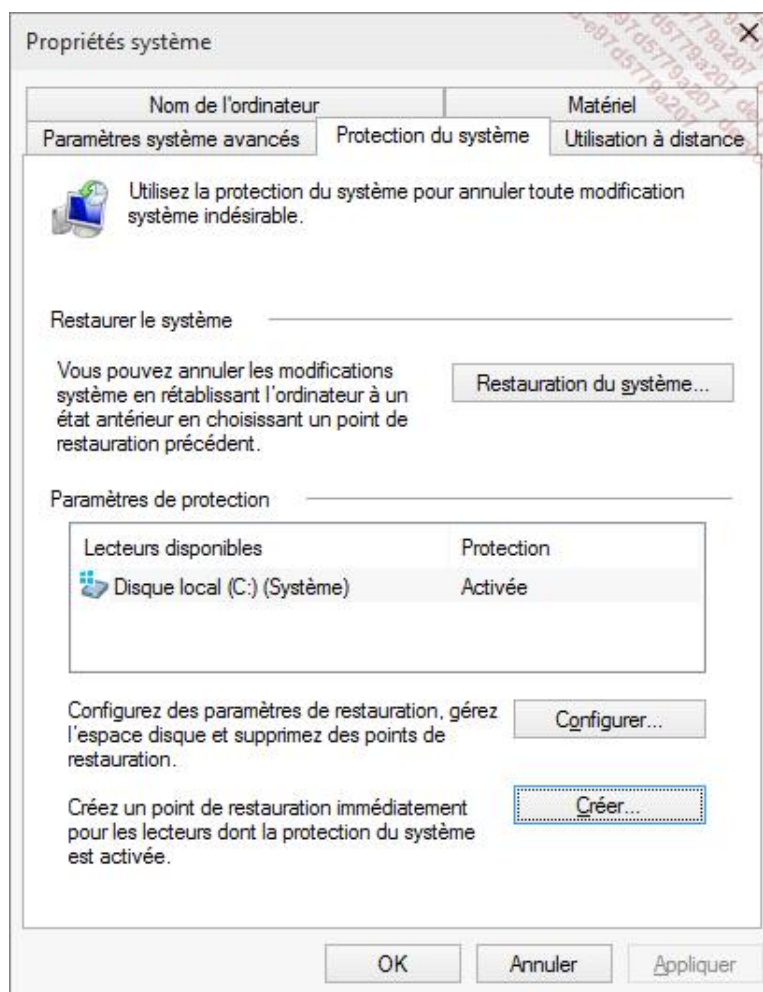 Propriétés système
Nom de l'ordinateur
Matériel
Paramètres système avancés
Protection du système
Utilisation à distance
Utilisez la protection du système pour annuler toute modification
système indésirable.
Restaurer le système
Vous pouvez annuler les modifications
système en rétablissant l'ordinateur à un
état antérieur en choisissant un point de
restauration précédent.
Restauration du système...
Paramètres de protection
Lecteurs disponibles
Protection
Disque local (C:) (Système)
Activée
Configurez des paramètres de restauration, gérez
l'espace disque et supprimez des points de
restauration.
Configurer...
Créez un point de restauration immédiatement
pour les lecteurs dont la protection du système
est activée.
Créer...
OK
Annuler
Appliquer